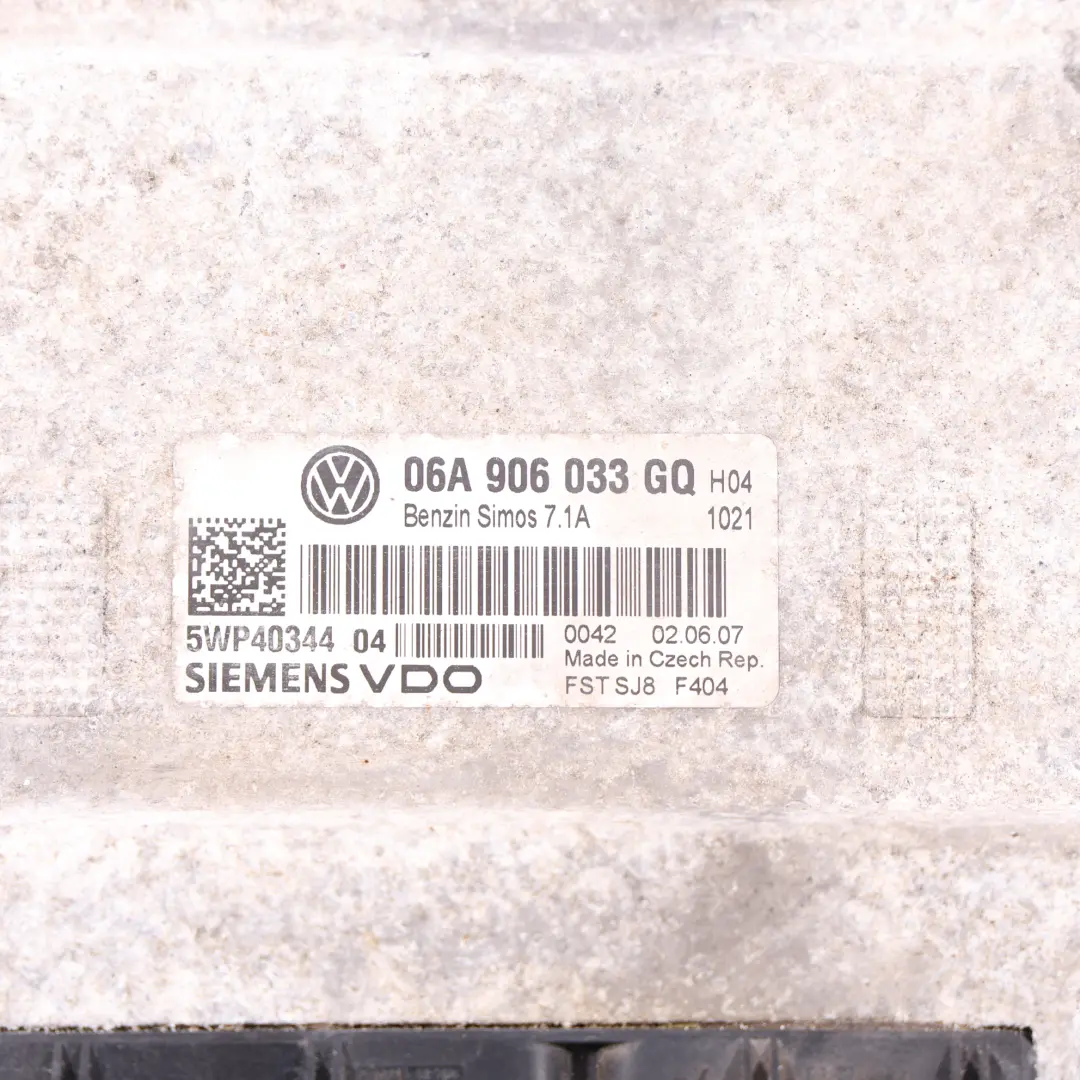 06A 906 033 GQ H04
Benzin Simos 7.1A 1021
5WP40344 04
SIEMENS VDO
0042 02.06.07
Made in Czech Rep.
FST SJ8 F404